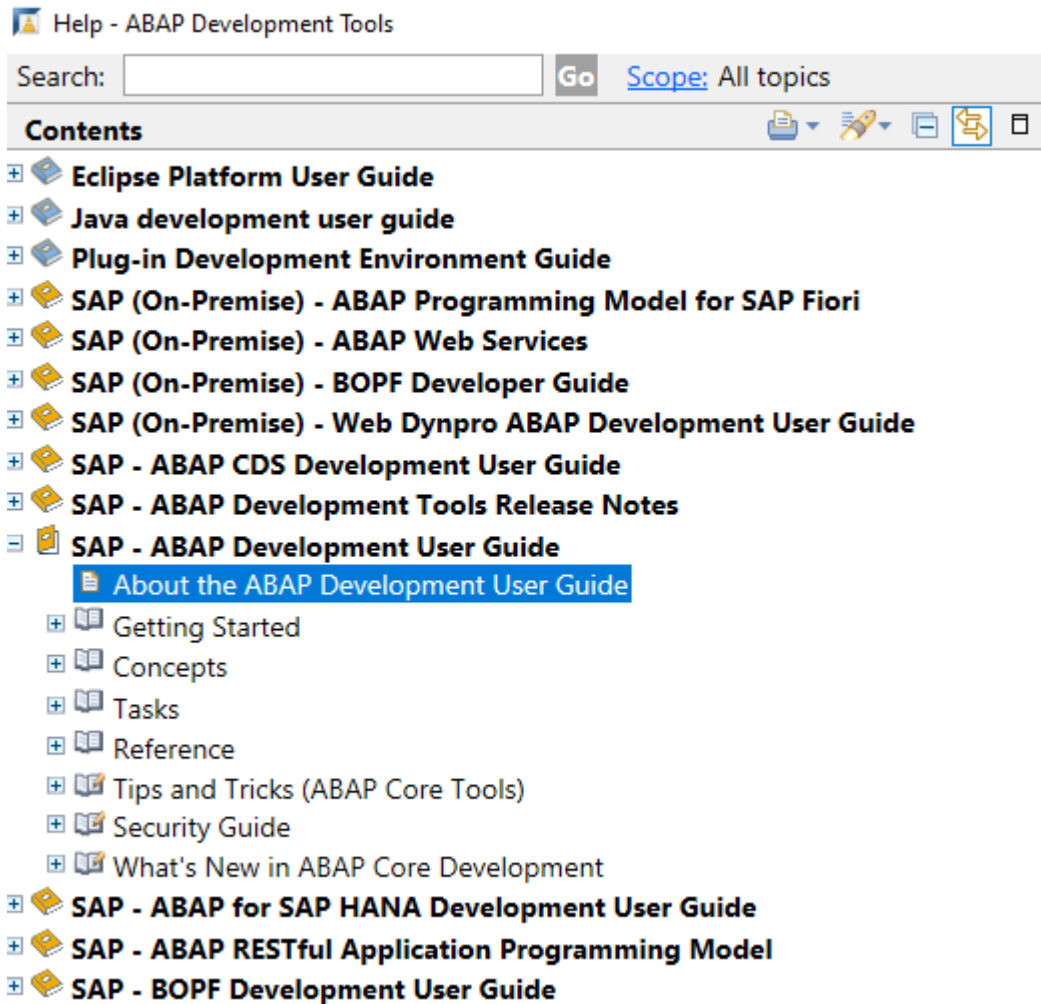 Help - ABAP Development Tools
Search: Go Scope: All topics
Contents
Eclipse Platform User Guide
Java development user guide
Plug-in Development Environment Guide
SAP (On-Premise) - ABAP Programming Model for SAP Fiori
SAP (On-Premise) - ABAP Web Services
SAP (On-Premise) - BOPF Developer Guide
SAP (On-Premise) - Web Dynpro ABAP Development User Guide
SAP - ABAP CDS Development User Guide
SAP - ABAP Development Tools Release Notes
SAP - ABAP Development User Guide
About the ABAP Development User Guide
Getting Started
Concepts
Tasks
Reference
Tips and Tricks (ABAP Core Tools)
Security Guide
What's New in ABAP Core Development
SAP - ABAP for SAP HANA Development User Guide
SAP - ABAP RESTful Application Programming Model
SAP - BOPF Development User Guide